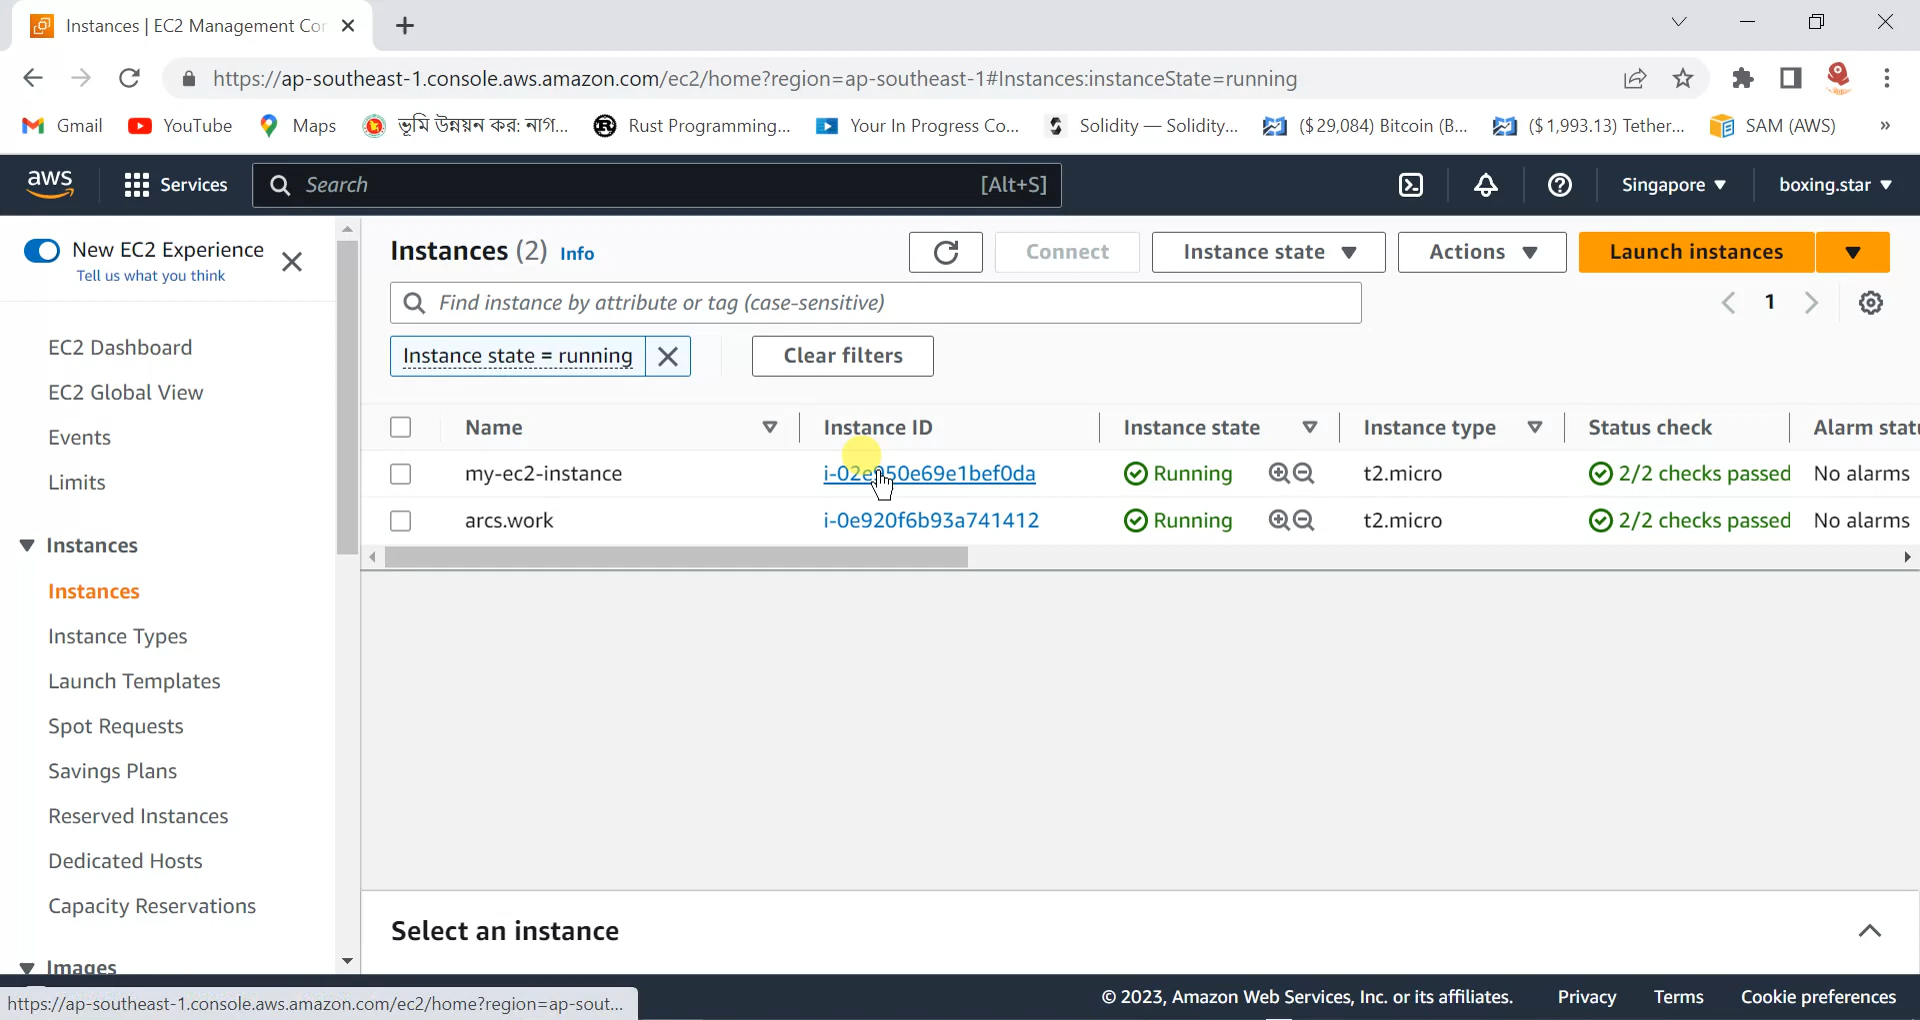 Instances | EC2 Management Cor
https://ap-southeast-1.console.aws.amazon.com/ec2/home?region=ap-southeast-1#Instances:instanceState=running
Gmail YouTube Maps ভূমি উন্নয়ন কর: নাগ... Rust Programming... Your In Progress Co... Solidity — Solidity... ($29,084) Bitcoin (B... ($1,993.13) Tether... SAM (AWS) »
aws Services Search [Alt+S] Singapore boxing.star
New EC2 Experience
Tell us what you think
EC2 Dashboard
EC2 Global View
Events
Limits
Instances
Instances
Instance Types
Launch Templates
Spot Requests
Savings Plans
Reserved Instances
Dedicated Hosts
Capacity Reservations
Images
Instances (2) Info Connect Instance state Actions Launch instances
Find instance by attribute or tag (case-sensitive) 1
Instance state = running Clear filters
Name Instance ID Instance state Instance type Status check Alarm statu
my-ec2-instance i-02e950e69e1bef0da Running t2.micro 2/2 checks passed No alarms
arcs.work i-0e920f6b93a741412 Running t2.micro 2/2 checks passed No alarms
Select an instance
https://ap-southeast-1.console.aws.amazon.com/ec2/home?region=ap-sout... © 2023, Amazon Web Services, Inc. or its affiliates. Privacy Terms Cookie preferences